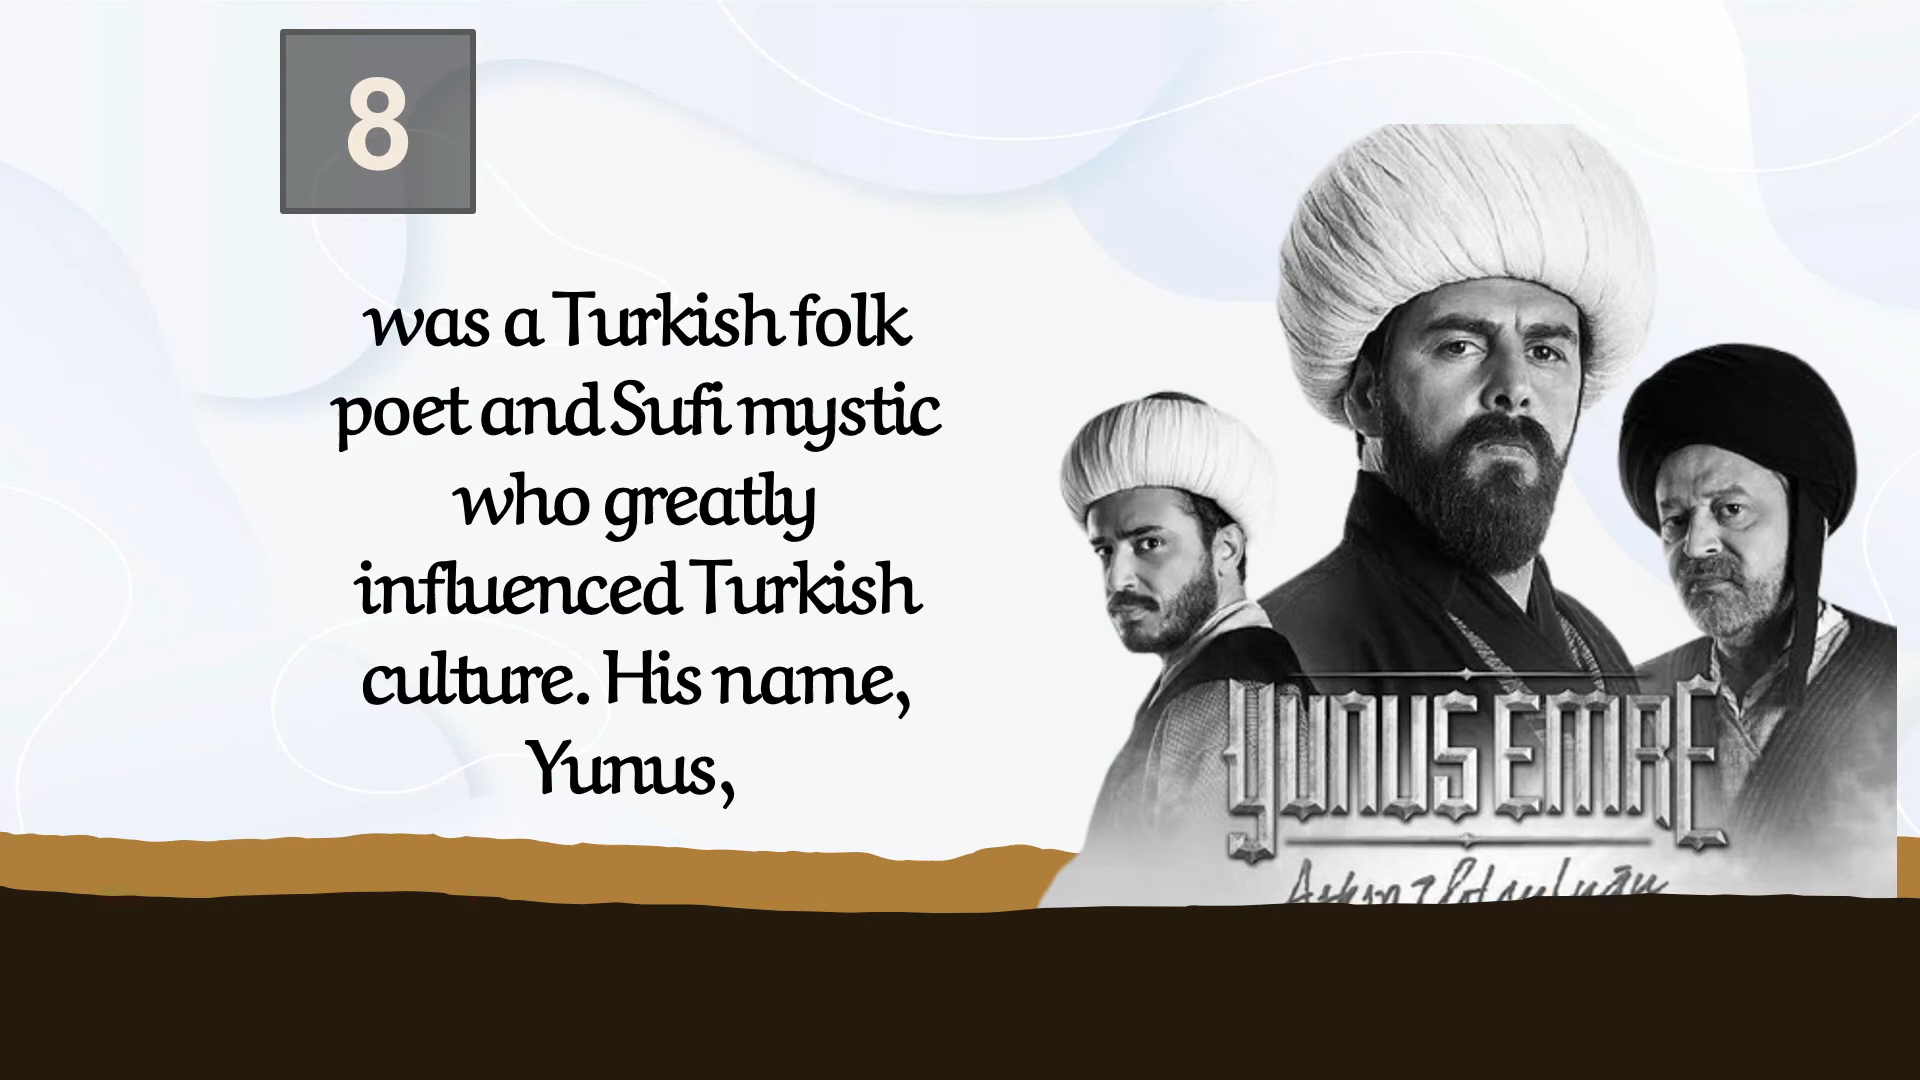 8
was a Turkish folk
poet and Sufi mystic
who greatly
influenced Turkish
culture. His name,
Yunus,
YUNUS EMRE